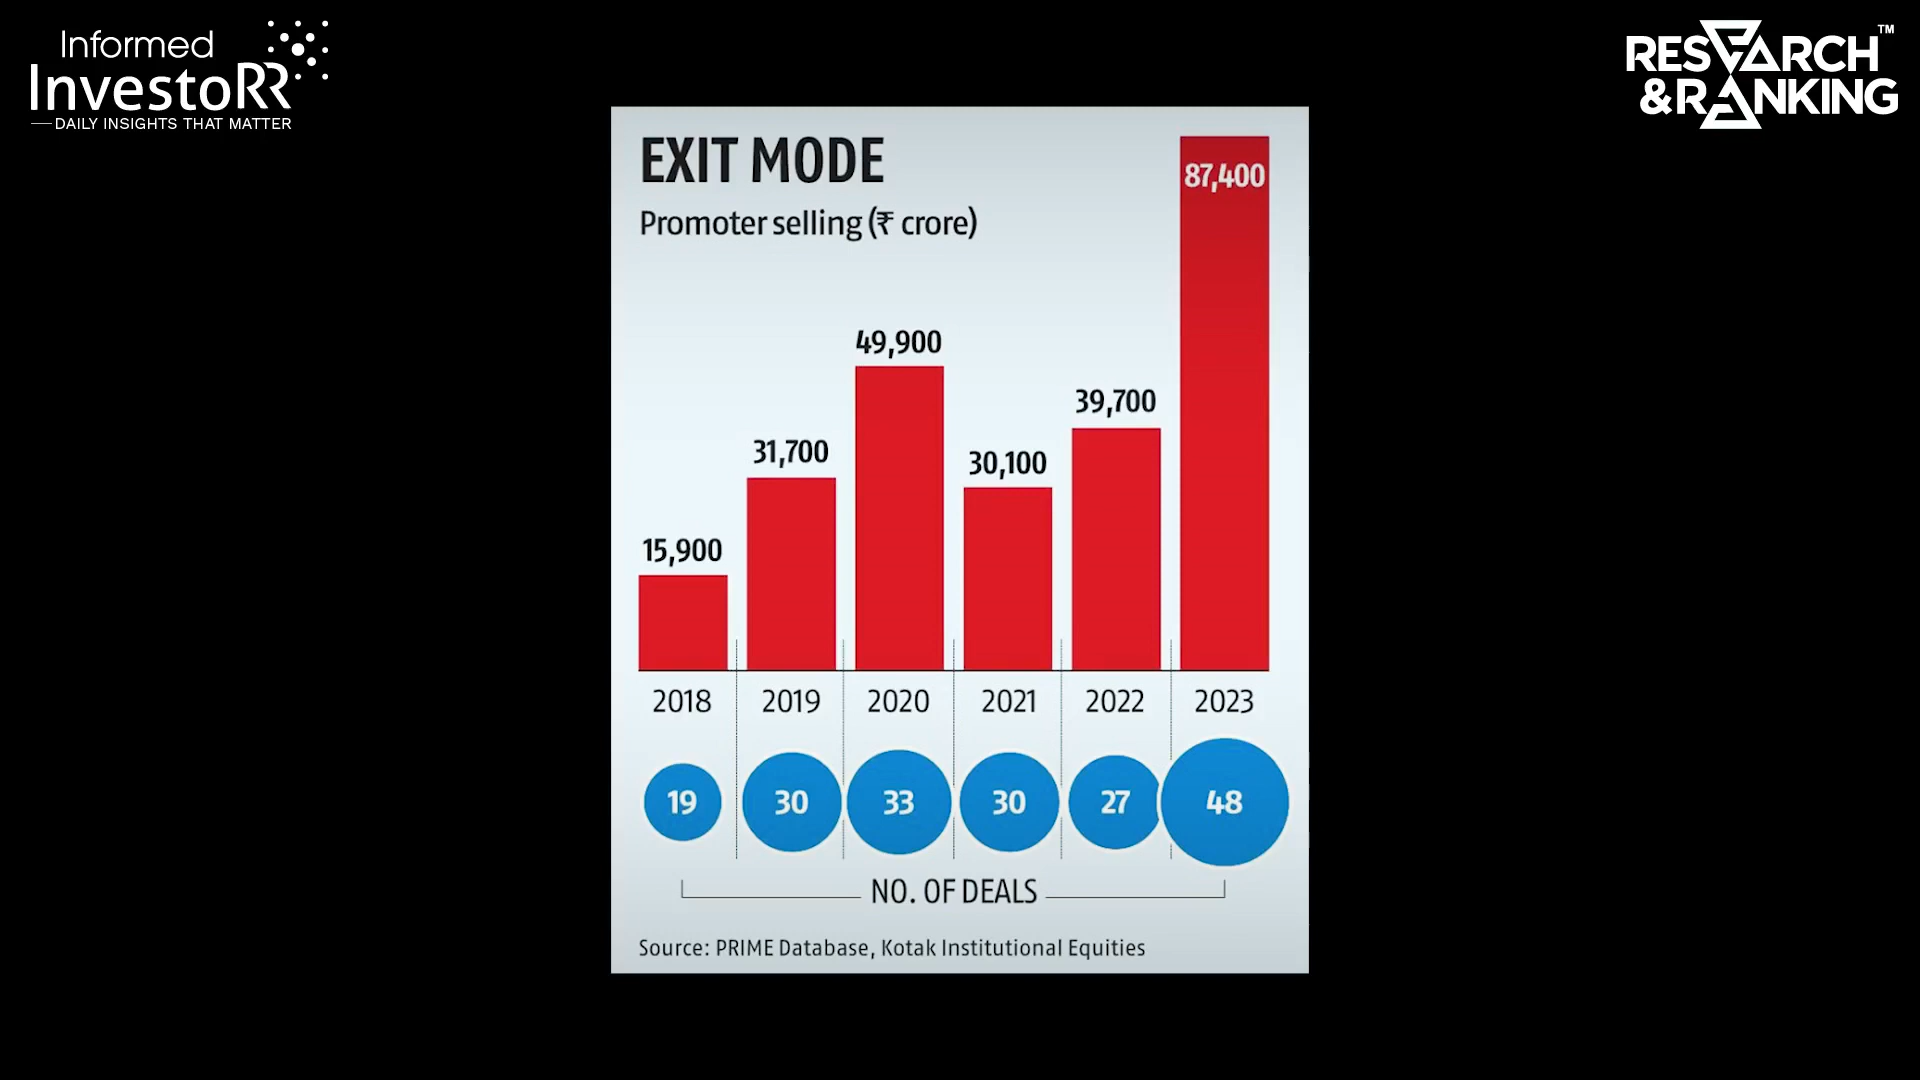 Informed
InvestoRR
DAILY INSIGHTS THAT MATTER
RESEARCH™
&RANKING
EXIT MODE
Promoter selling (₹ crore)
15,900
31,700
49,900
30,100
39,700
87,400
2018 2019 2020 2021 2022 2023
19 30 33 30 27 48
NO. OF DEALS
Source: PRIME Database, Kotak Institutional Equities